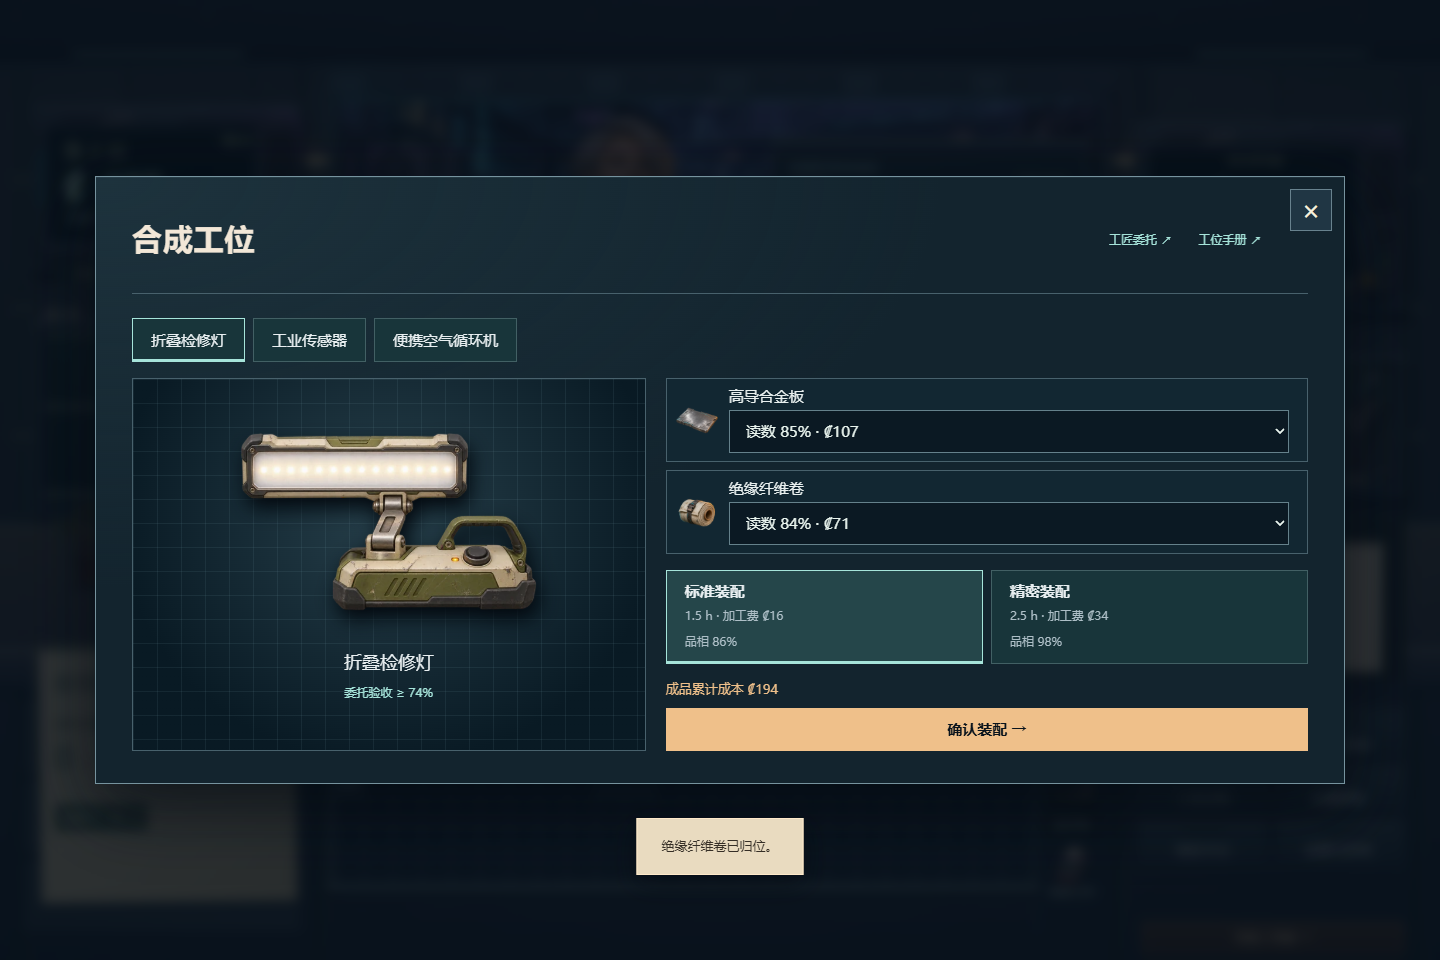 合成工位
工匠委托 ↗ 工位手册 ↗
×
折叠检修灯 工业传感器 便携空气循环机
折叠检修灯
委托验收 ≥ 74%
高导合金板
读数 85% · ₡107
绝缘纤维卷
读数 84% · ₡71
标准装配
1.5 h · 加工费 ₡16
品相 86%
精密装配
2.5 h · 加工费 ₡34
品相 98%
成品累计成本 ₡194
确认装配 →
绝缘纤维卷已归位。